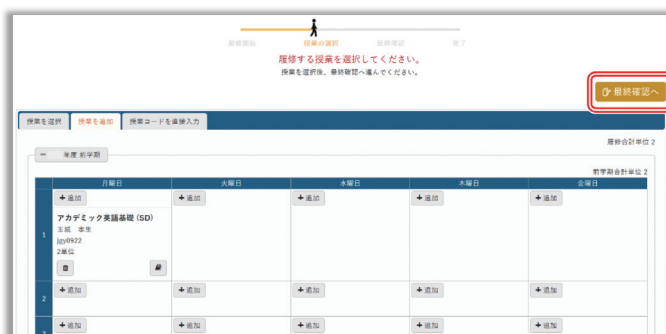 履修開始 授業の選択 最終確認 完了
履修する授業を選択してください。
授業を選択後、最終確認へ進んでください。
最終確認へ
授業を選択 授業を追加 授業コードを直接入力
履修合計単位 2
年度 前学期
前学期合計単位 2
月曜日 火曜日 水曜日 木曜日 金曜日
+追加 +追加 +追加 +追加 +追加
アカデミック英語基礎 (SD)
1
jgy0922
2単位
+追加 +追加 +追加 +追加 +追加
2
+追加 +追加 +追加 +追加 +追加
3